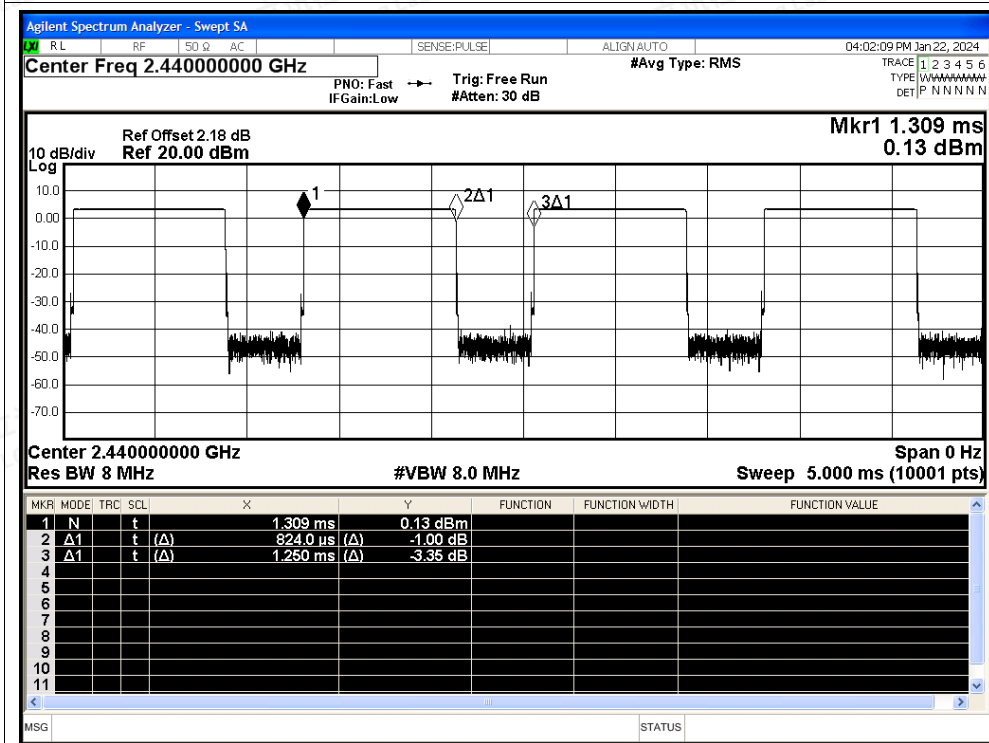 Agilent Spectrum Analyzer - Swept SA
LXI RL RF 50 Ω AC SENSE:PULSE ALIGN AUTO 04:02:09 PM Jan 22, 2024
Center Freq 2.440000000 GHz #Avg Type: RMS TRACE 1 2 3 4 5 6
PNO: Fast Trig: Free Run TYPE WWWWWW
IFGain:Low #Atten: 30 dB DET P N N N N N
Mkr1 1.309 ms
Ref Offset 2.18 dB
10 dB/div Ref 20.00 dBm 0.13 dBm
Log
10.0
1 2Δ1 3Δ1
0.00
-10.0
-20.0
-30.0
-40.0
-50.0
-60.0
-70.0
Center 2.440000000 GHz Span 0 Hz
Res BW 8 MHz #VBW 8.0 MHz Sweep 5.000 ms (10001 pts)
MKR MODE TRC SCL X Y FUNCTION FUNCTION WIDTH FUNCTION VALUE
1 N t 1.309 ms 0.13 dBm
2 Δ1 t (Δ) 824.0 µs (Δ) -1.00 dB
3 Δ1 t (Δ) 1.250 ms (Δ) -3.35 dB
4
5
6
7
8
9
10
11
MSG STATUS